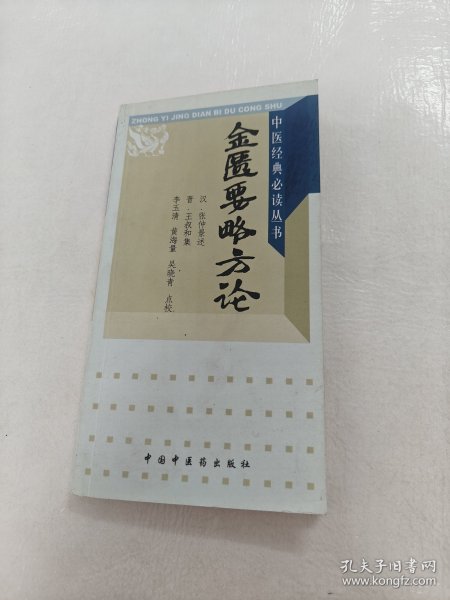 ZHONG YI JING DIAN BI DU CONG SHU
中医经典必读丛书
金匮要略方论
汉·张仲景述
晋·王叔和集
李玉清 黄海量 吴晓青 点校
中国中医药出版社
孔夫子旧书网
www.kongfz.com